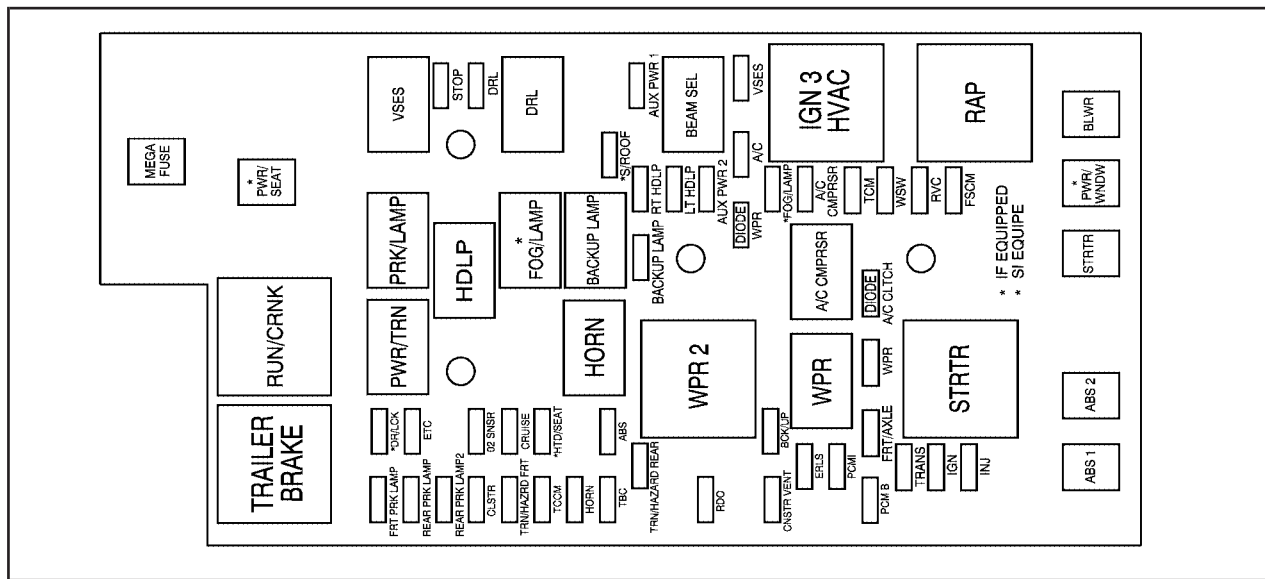 MEGA
FUSE
*
PWR/
SEAT
VSES
STOP
DRL
DRL
AUX PWR 1
BEAM SEL
VSES
IGN 3
HVAC
RAP
BLWR
*S/ROOF
A/C
RT HDLP
LT HDLP
AUX PWR 2
*FOG/LAMP
A/C
CMPRSR
TCM
WSW
RVC
FSCM
*
PWR/
WNDW
PRK/LAMP
HDLP
*
FOG/LAMP
BACKUP LAMP
BACKUP LAMP
DIODE
WPR
A/C CMPRSR
DIODE
A/C CLTCH
* IF EQUIPPED
* SI EQUIPE
STRTR
RUN/CRNK
PWR/TRN
HORN
WPR 2
WPR
WPR
STRTR
TRAILER
BRAKE
*DR/LCK
ETC
02 SNSR
CRUISE
*HTD/SEAT
ABS
BCK/UP
FRT/AXLE
ABS 2
FRT PRK LAMP
REAR PRK LAMP
REAR PRK LAMP2
CLSTR
TRN/HAZRD FRT
TCCM
HORN
TBC
TRN/HAZARD REAR
RDC
CNSTR VENT
ERLS
PCMI
PCM B
TRANS
IGN
INJ
ABS 1